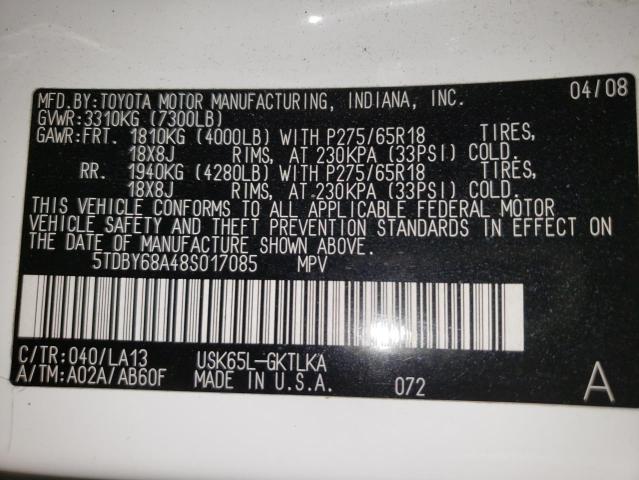 MFD.BY:TOYOTA MOTOR MANUFACTURING, INDIANA, INC. 04/08
GVWR:3310KG (7300LB)
GAWR:FRT. 1810KG (4000LB) WITH P275/65R18 TIRES,
18X8J RIMS, AT 230KPA (33PSI) COLD.
RR. 1940KG (4280LB) WITH P275/65R18 TIRES,
18X8J RIMS, AT 230KPA (33PSI) COLD.
THIS VEHICLE CONFORMS TO ALL APPLICABLE FEDERAL MOTOR
VEHICLE SAFETY AND THEFT PREVENTION STANDARDS IN EFFECT ON
THE DATE OF MANUFACTURE SHOWN ABOVE.
5TDBY68A48S017085 MPV
C/TR:040/LA13 USK65L-GKTLKA
A/TM:A02A/AB60F MADE IN U.S.A. 072 A